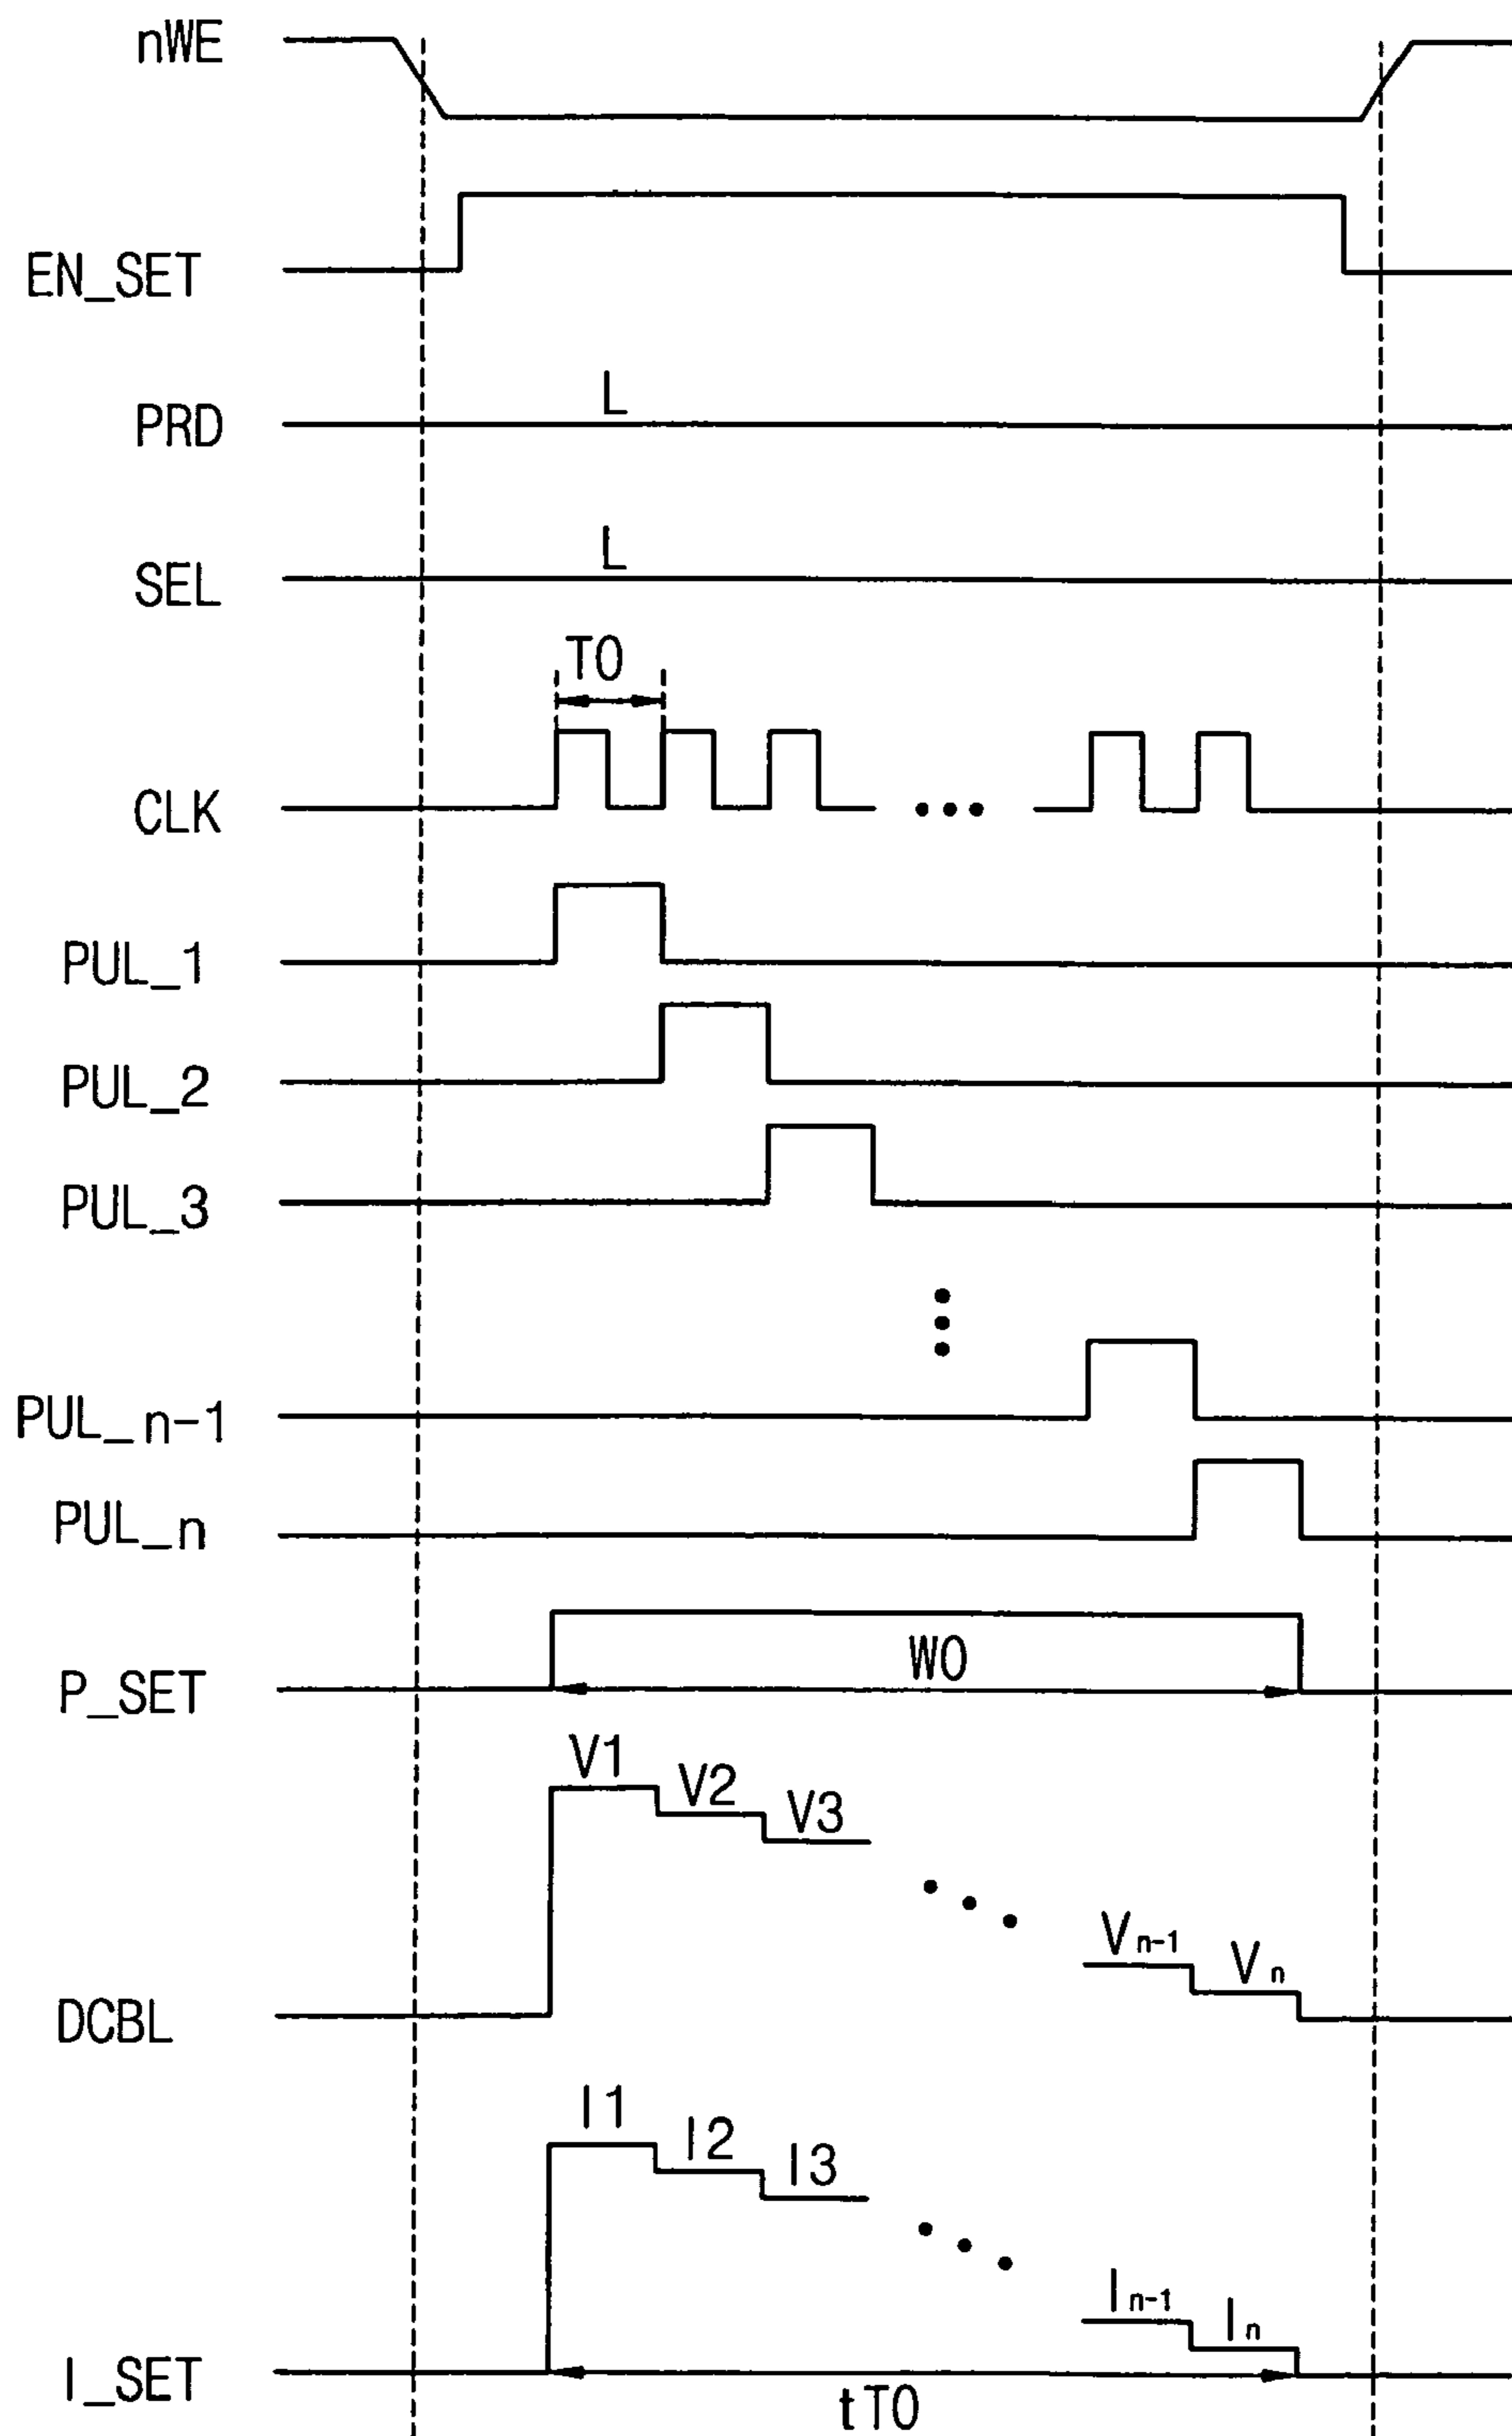 nWE
EN_SET
L
PRD
L
SEL
T0
CLK
PUL_1
PUL_2
PUL_3
PUL_n-1
PUL_n
W0
P_SET
V1
V2
V3
Vn-1
Vn
DCBL
I1
I2
I3
In-1
In
I_SET
tT0